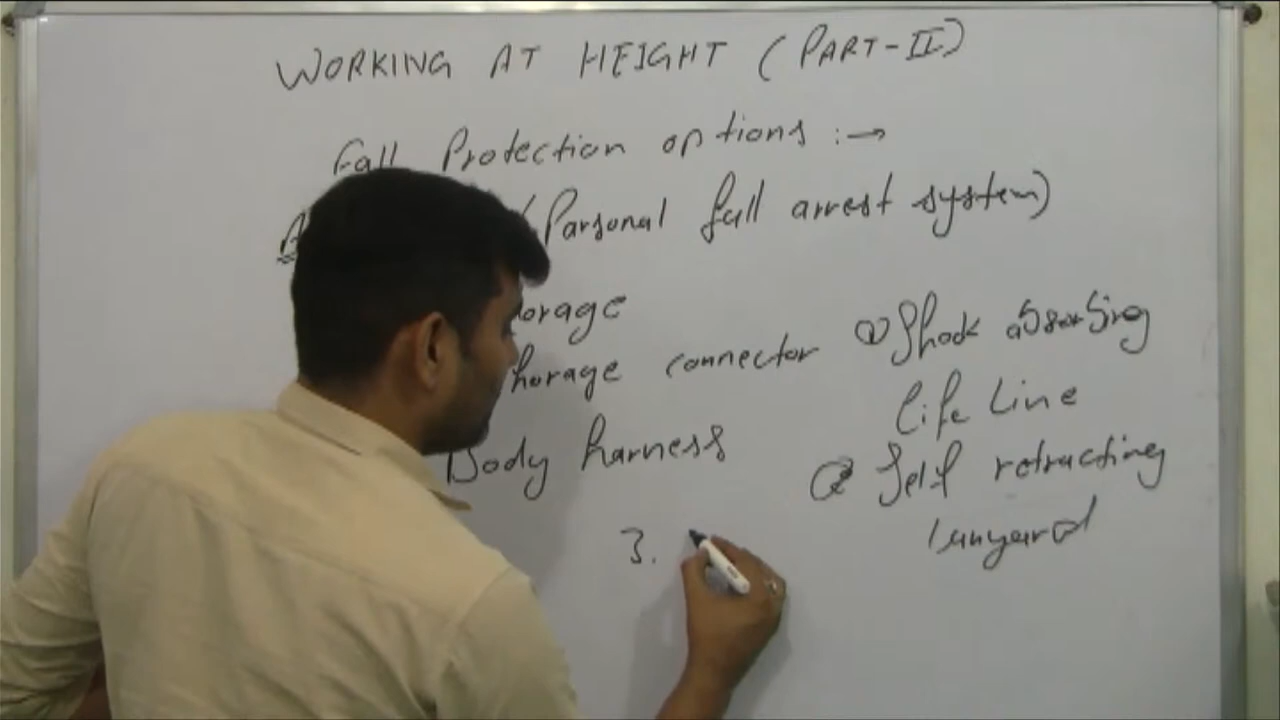 WORKING AT HEIGHT (PART-II)
Fall Protection options :→
(Parsonal fall arrest system)
orage
horage connector
Body harness
① Shock absorbing
life Line
② Self retracting
lanyard
3.